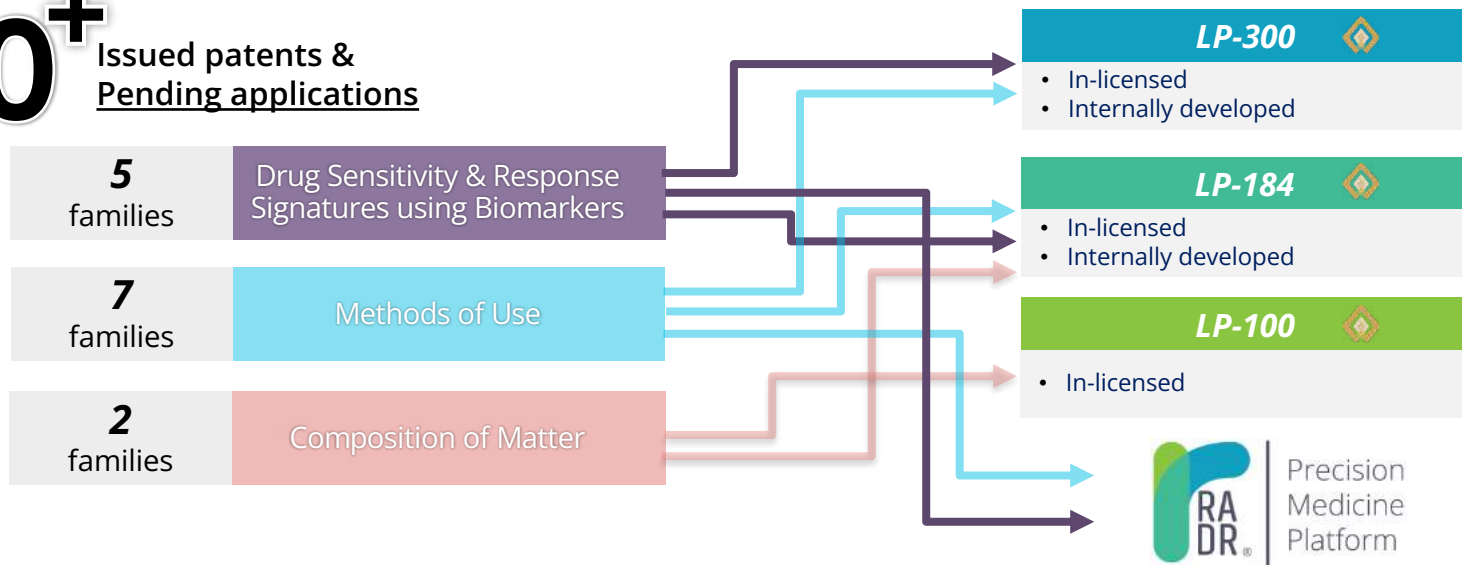 0+
Issued patents &
Pending applications
5
families
Drug Sensitivity & Response
Signatures using Biomarkers
7
families
Methods of Use
2
families
Composition of Matter
LP-300
• In-licensed
• Internally developed
LP-184
• In-licensed
• Internally developed
LP-100
• In-licensed
RA
DR®
Precision
Medicine
Platform